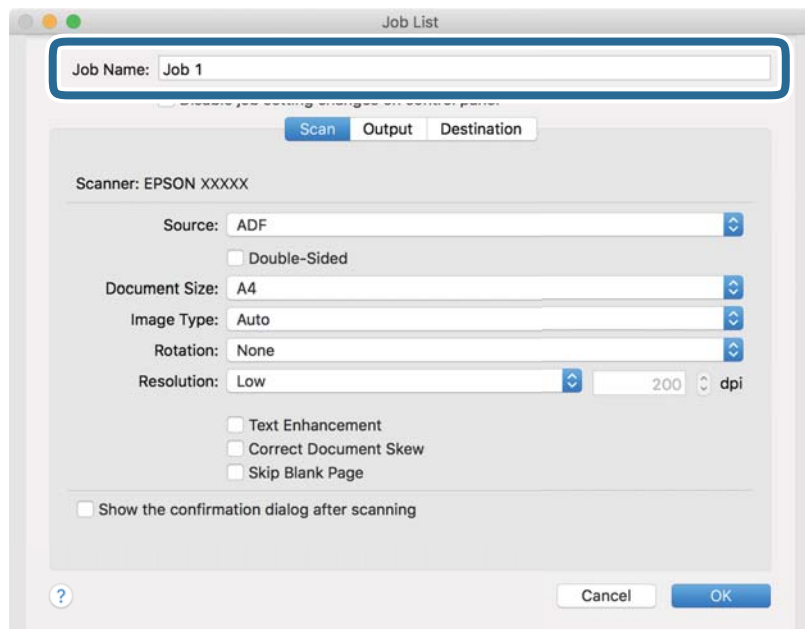 Job List
Job Name: Job 1
Scan Output Destination
Scanner: EPSON XXXXX
Source: ADF
Double-Sided
Document Size: A4
Image Type: Auto
Rotation: None
Resolution: Low 200 dpi
Text Enhancement
Correct Document Skew
Skip Blank Page
Show the confirmation dialog after scanning
? Cancel OK